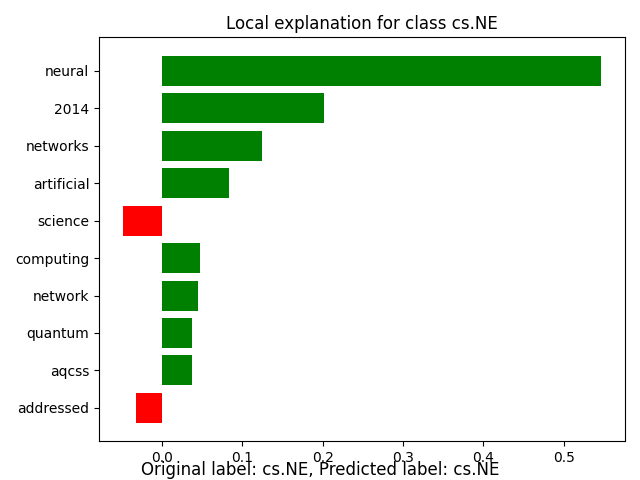 Local explanation for class cs.NE
neural
2014
networks
artificial
science
computing
network
quantum
aqcss
addressed
0.0 0.1 0.2 0.3 0.4 0.5
Original label: cs.NE, Predicted label: cs.NE